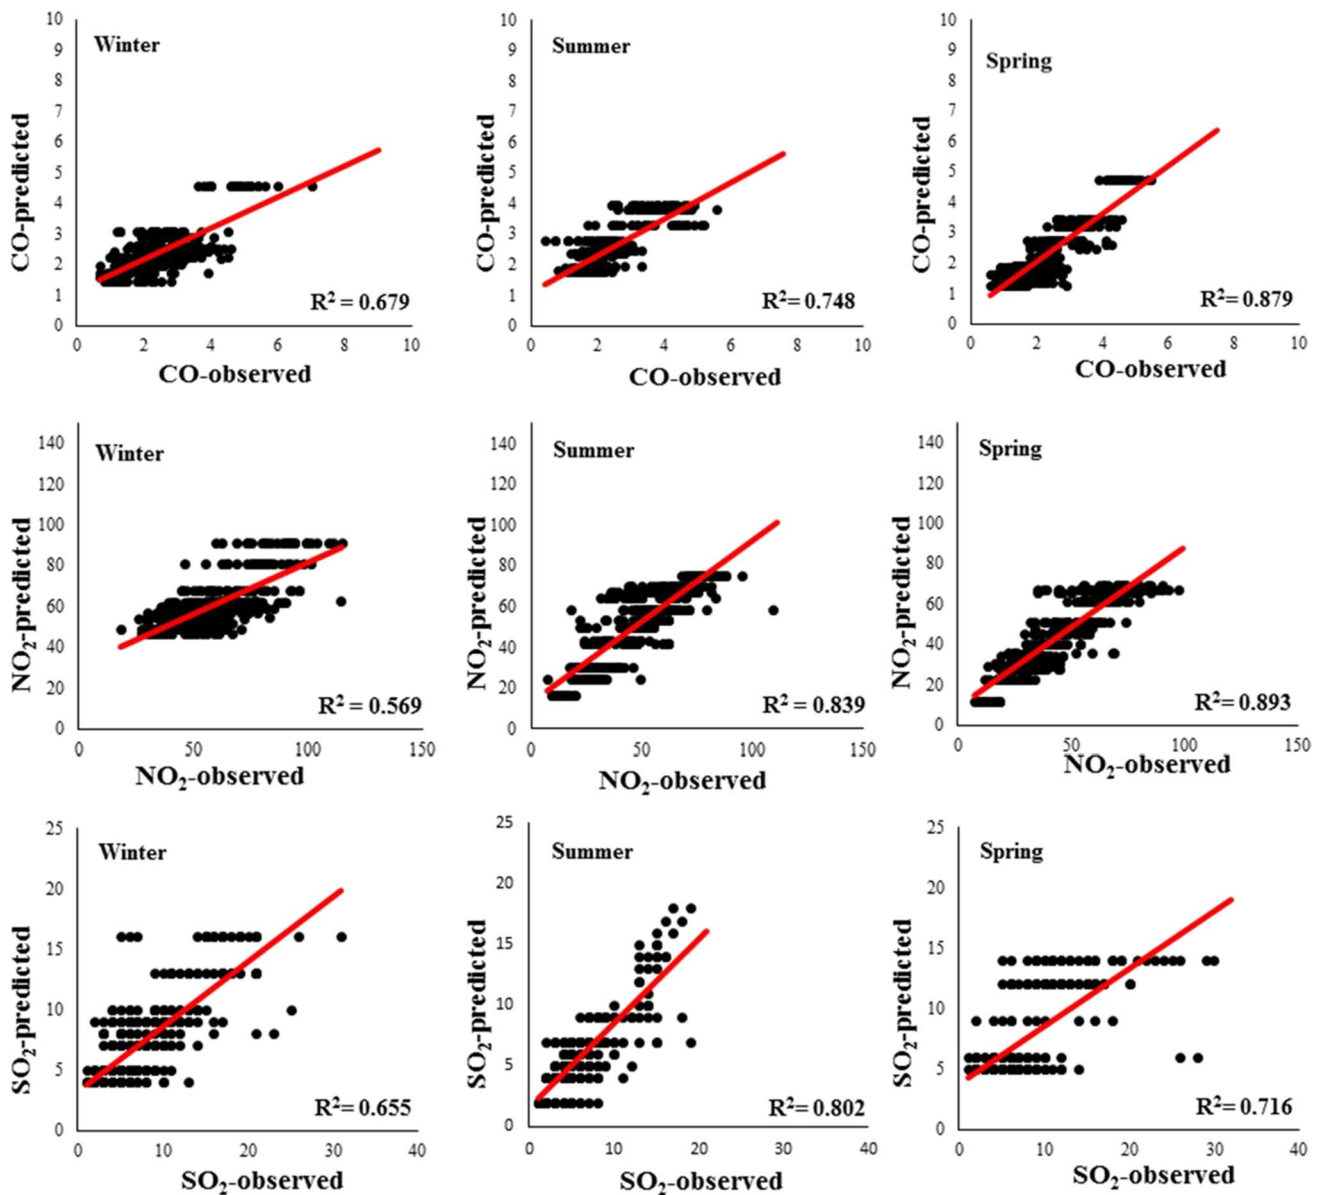 10
9
8
7
6
5
4
3
2
1
0
Winter
CO-predicted
R² = 0.679
0 2 4 6 8 10
CO-observed
10
9
8
7
6
5
4
3
2
1
0
Summer
CO-predicted
R²= 0.748
0 2 4 6 8 10
CO-observed
10
9
8
7
6
5
4
3
2
1
0
Spring
CO-predicted
R²= 0.879
0 2 4 6 8 10
CO-observed
140
120
100
80
60
40
20
0
Winter
NO₂-predicted
R² = 0.569
0 50 100 150
NO₂-observed
140
120
100
80
60
40
20
0
Summer
NO₂-predicted
R² = 0.839
0 50 100 150
NO₂-observed
140
120
100
80
60
40
20
0
Spring
NO₂-predicted
R²= 0.893
0 50 100 150
NO₂-observed
25
20
15
10
5
0
Winter
SO₂-predicted
R²= 0.655
0 10 20 30 40
SO₂-observed
25
20
15
10
5
0
Summer
SO₂-predicted
R²= 0.802
0 10 20 30 40
SO₂-observed
25
20
15
10
5
0
Spring
SO₂-predicted
R²= 0.716
0 10 20 30 40
SO₂-observed